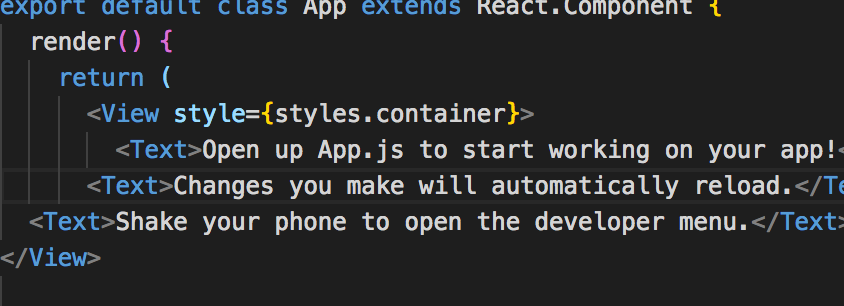 export default class App extends React.Component {
render() {
return (
<View style={styles.container}>
<Text>Open up App.js to start working on your app!<
<Text>Changes you make will automatically reload.</Te
<Text>Shake your phone to open the developer menu.</Text>
</View>